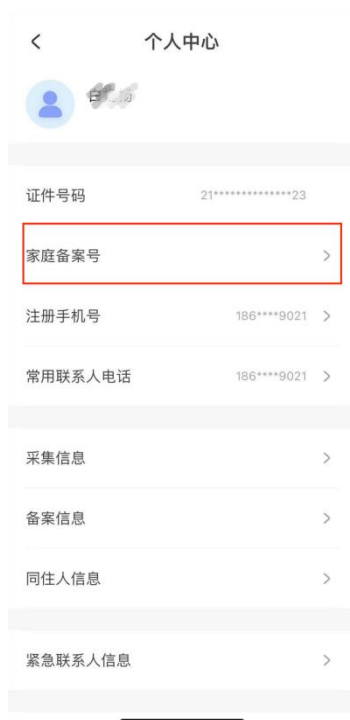 个人中心
证件号码 21**************23
家庭备案号
注册手机号 186****9021
常用联系人电话 186****9021
采集信息
备案信息
同住人信息
紧急联系人信息